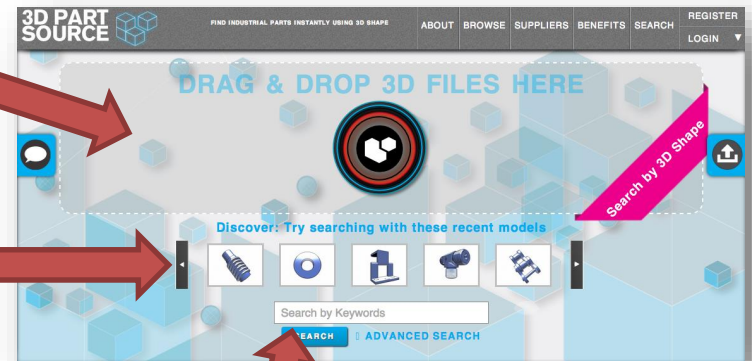 3D PART
SOURCE
FIND INDUSTRIAL PARTS INSTANTLY USING 3D SHAPE
ABOUT BROWSE SUPPLIERS BENEFITS SEARCH
REGISTER
LOGIN
DRAG & DROP 3D FILES HERE
Search by 3D Shape
Discover: Try searching with these recent models
Search by Keywords
SEARCH
ADVANCED SEARCH